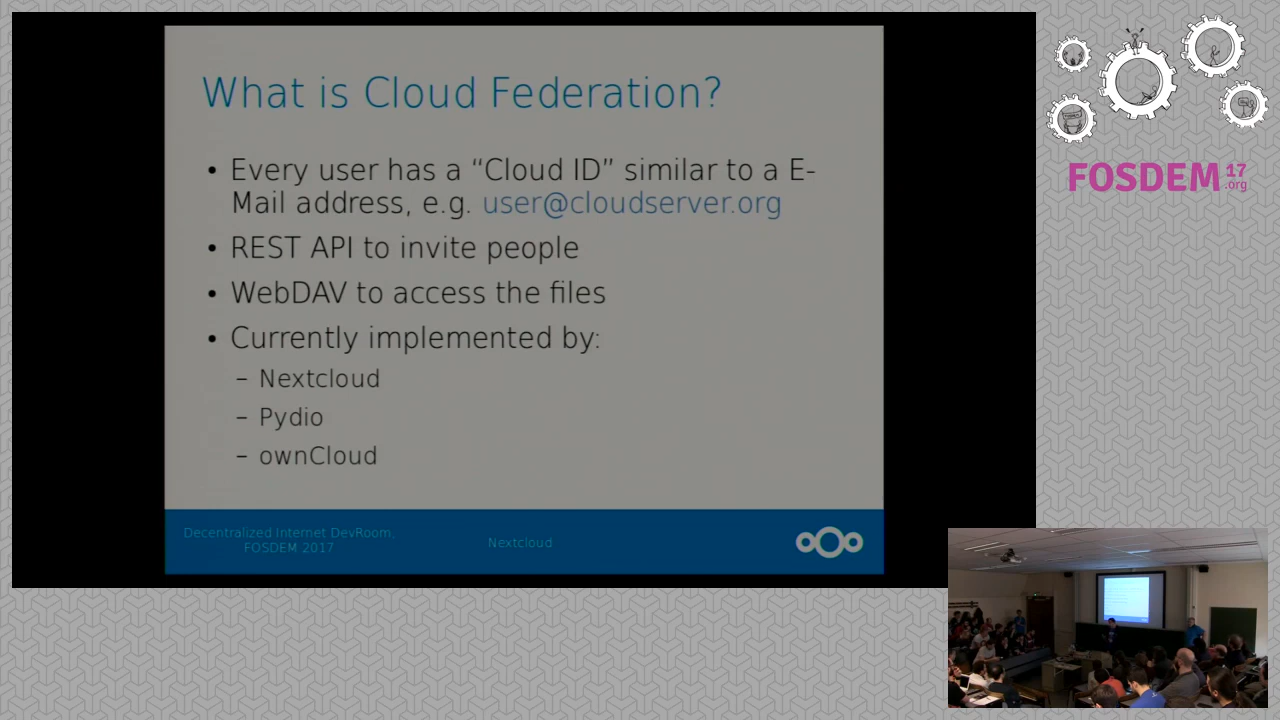 What is Cloud Federation?
• Every user has a “Cloud ID” similar to a E-
Mail address, e.g. user@cloudserver.org
• REST API to invite people
• WebDAV to access the files
• Currently implemented by:
– Nextcloud
– Pydio
– ownCloud
Decentralized Internet DevRoom,
FOSDEM 2017
Nextcloud
FOSDEM 17
.org